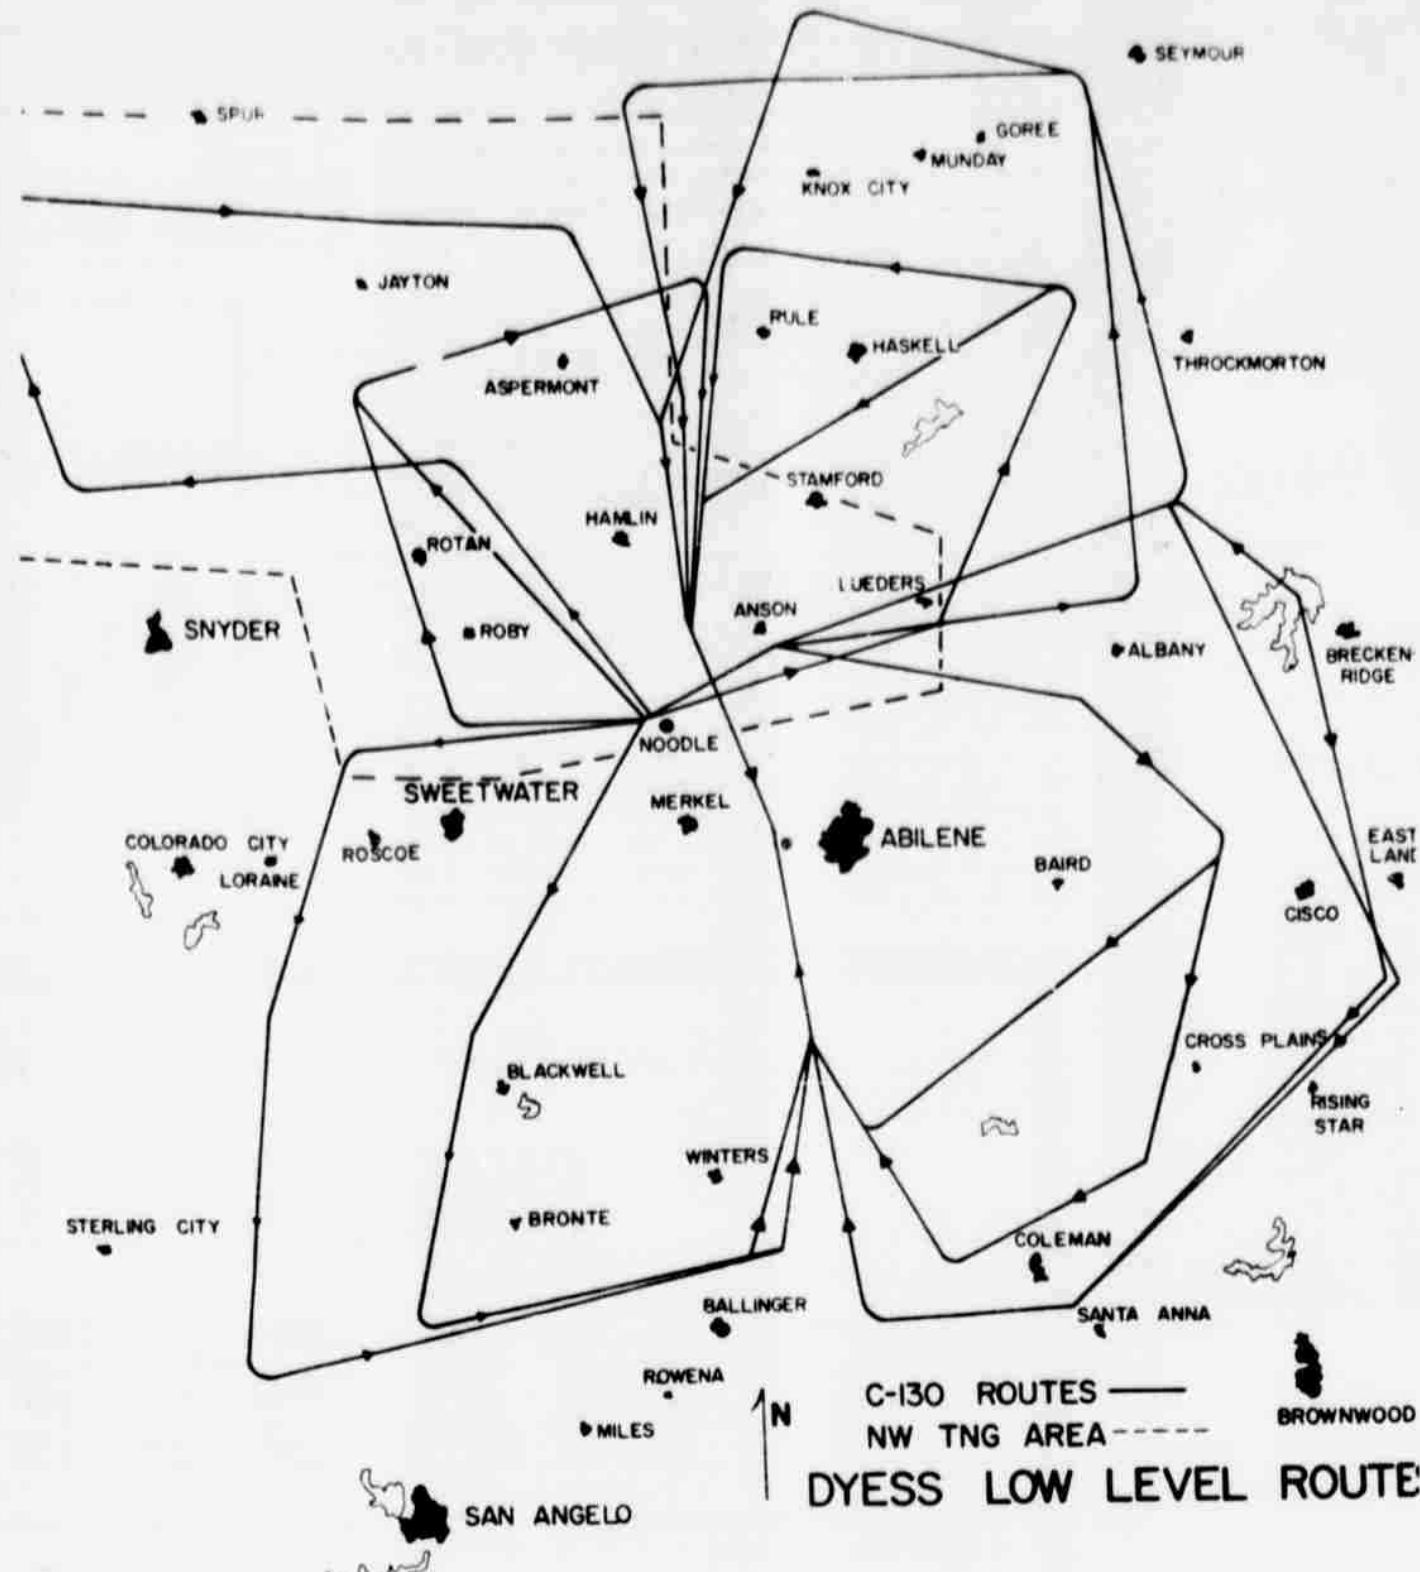 SEYMOUR
SPUR
GOREE
MUNDAY
KNOX CITY
JAYTON
RULE
HASKELL
THROCKMORTON
ASPERMONT
STAMFORD
HAMLIN
ROTAN
LUEDERS
ANSON
SNYDER
ROBY
ALBANY
BRECKEN-
RIDGE
NOODLE
SWEETWATER
MERKEL
COLORADO CITY
ROSCOE
ABILENE
EAST
LAND
LORAINE
BAIRD
CISCO
CROSS PLAINS
BLACKWELL
RISING
STAR
WINTERS
BRONTE
STERLING CITY
COLEMAN
BALLINGER
SANTA ANNA
ROWENA
C-130 ROUTES
N
BROWNWOOD
MILES
NW TNG AREA
DYESS LOW LEVEL ROUTES
SAN ANGELO